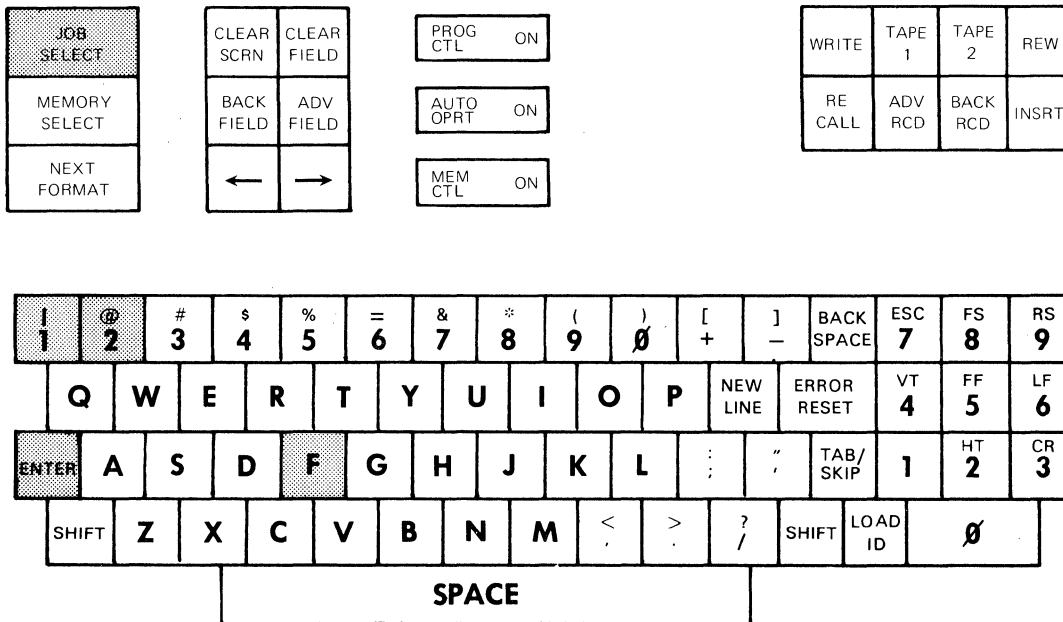 JOB SELECT
MEMORY SELECT
NEXT FORMAT
CLEAR SCRN CLEAR FIELD
BACK FIELD ADV FIELD
← →
PROG CTL ON
AUTO OPRT ON
MEM CTL ON
WRITE TAPE 1 TAPE 2 REW
RE CALL ADV RCD BACK RCD INSRT
| 1 @ 2 # 3 $ 4 % 5 = 6 & 7 * 8 ( 9 ) Ø [ + ] _ BACK SPACE ESC 7 FS 8 RS 9
Q W E R T Y U I O P NEW LINE ERROR RESET VT 4 FF 5 LF 6
ENTER A S D F G H J K L : ; " ' TAB/ SKIP 1 HT 2 CR 3
SHIFT Z X C V B N M < , > . ? / SHIFT LOAD ID Ø
SPACE